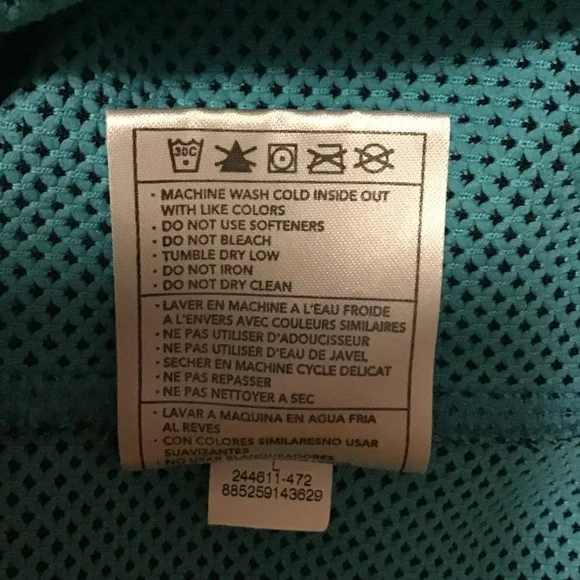 30C
• MACHINE WASH COLD INSIDE OUT
WITH LIKE COLORS
• DO NOT USE SOFTENERS
• DO NOT BLEACH
• TUMBLE DRY LOW
• DO NOT IRON
• DO NOT DRY CLEAN
• LAVER EN MACHINE A L'EAU FROIDE
A L'ENVERS AVEC COULEURS SIMILAIRES
• NE PAS UTILISER D'ADOUCISSEUR
• NE PAS UTILISER D'EAU DE JAVEL
• SECHER EN MACHINE CYCLE DELICAT
• NE PAS REPASSER
• NE PAS NETTOYER A SEC
• LAVAR A MAQUINA EN AGUA FRIA
AL REVES
• CON COLORES SIMILARESNO USAR
SUAVIZANTES
• NO USAR BLANQUEADORES
L
244611-472
885259143629